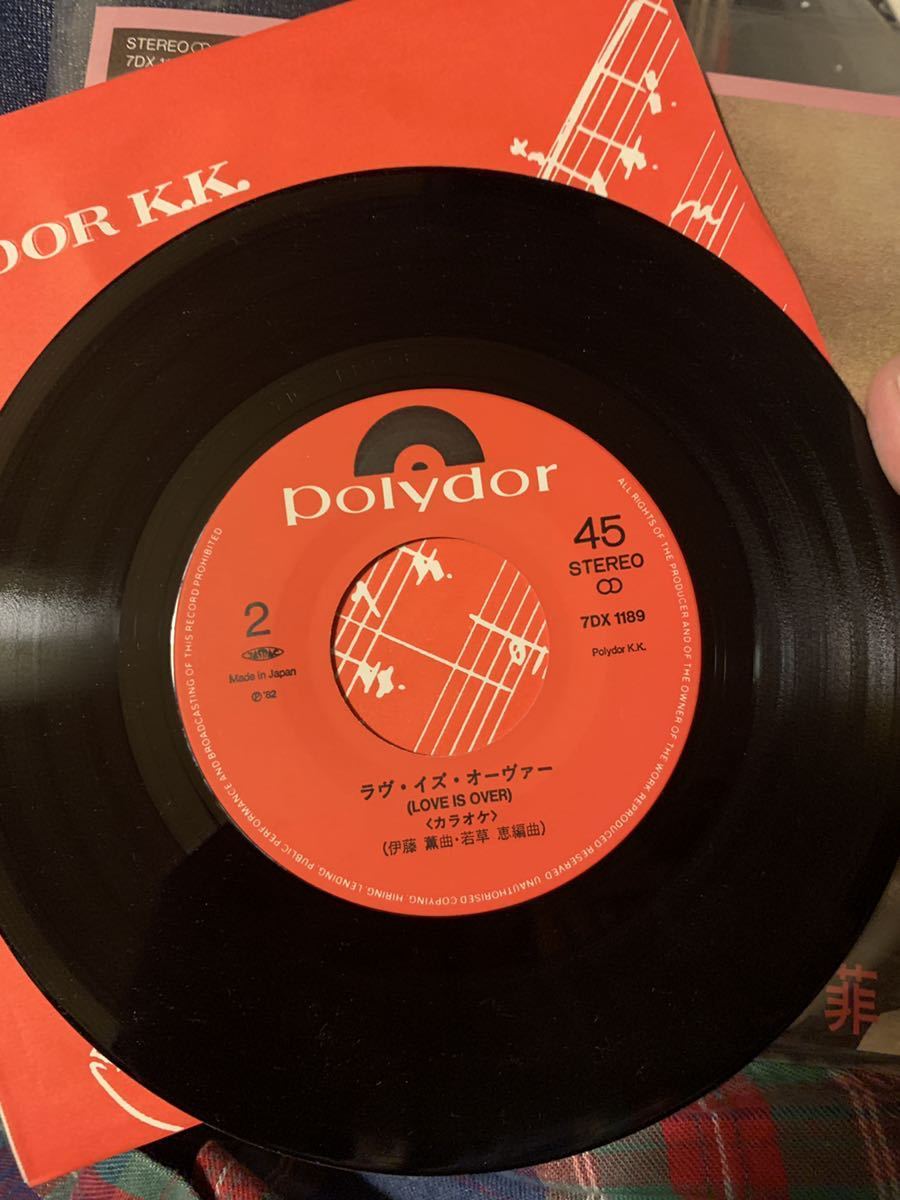 STEREO
7DX 1
DOR K.K.
polydor
45
STEREO
7DX 1189
Polydor K.K.
2
JASRAC
Made in Japan
Ⓟ'82
ラヴ・イズ・オーヴァー
(LOVE IS OVER)
〈カラオケ〉
(伊藤 薫曲・若草 恵編曲)
ALL RIGHTS OF THE PRODUCER AND OF THE OWNER OF THE WORK REPRODUCED RESERVED. UNAUTHORISED COPYING, HIRING, LENDING, PUBLIC PERFORMANCE AND BROADCASTING OF THIS RECORD PROHIBITED
菲